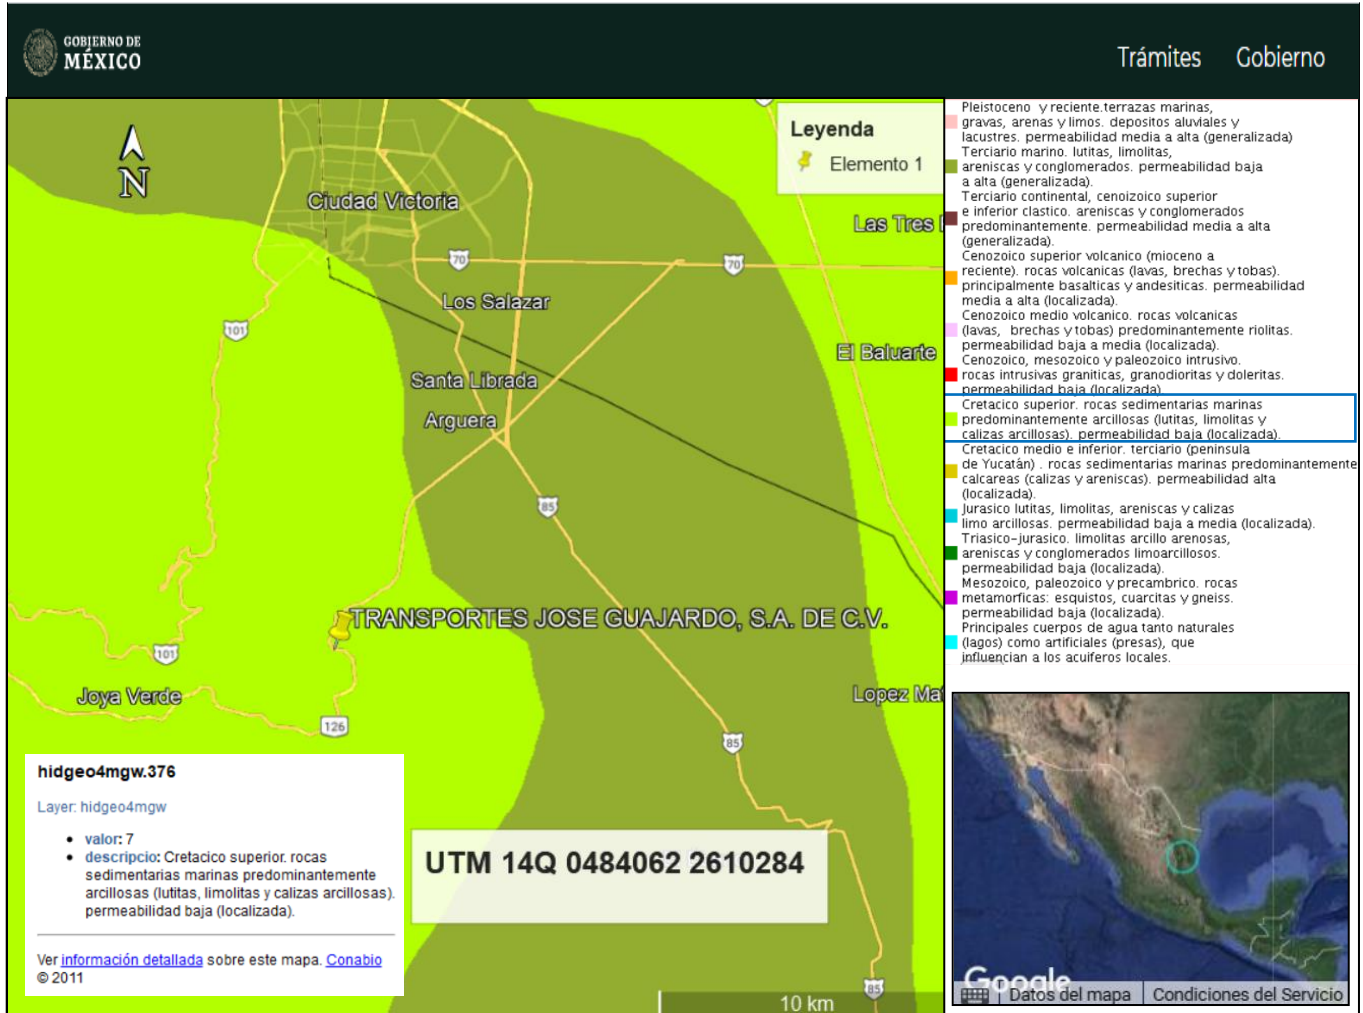 GOBIERNO DE
MÉXICO
Trámites
Gobierno
N
Leyenda
Elemento 1
Ciudad Victoria
Las Tres
70
70
Los Salazar
101
El Baluarte
Santa Librada
Arguera
85
TRANSPORTES JOSE GUAJARDO, S.A. DE C.V.
101
Joya Verde
Lopez Ma
126
85
hidgeo4mgw.376
Layer: hidgeo4mgw
valor: 7
descripcio: Cretacico superior. rocas
sedimentarias marinas predominantemente
arcillosas (lutitas, limolitas y calizas arcillosas).
permeabilidad baja (localizada).
Ver información detallada sobre este mapa. Conabio
© 2011
UTM 14Q 0484062 2610284
85
10 km
Pleistoceno y reciente.terrazas marinas,
gravas, arenas y limos. depositos aluviales y
lacustres. permeabilidad media a alta (generalizada)
Terciario marino. lutitas, limolitas,
areniscas y conglomerados. permeabilidad baja
a alta (generalizada).
Terciario continental, cenoizoico superior
e inferior clastico. areniscas y conglomerados
predominantemente. permeabilidad media a alta
(generalizada).
Cenozoico superior volcanico (mioceno a
reciente). rocas volcanicas (lavas, brechas y tobas).
principalmente basalticas y andesiticas. permeabilidad
media a alta (localizada).
Cenozoico medio volcanico. rocas volcanicas
(lavas, brechas y tobas) predominantemente riolitas.
permeabilidad baja a media (localizada).
Cenozoico, mesozoico y paleozoico intrusivo.
rocas intrusivas graniticas, granodioritas y doleritas.
permeabilidad baja (localizada)
Cretacico superior. rocas sedimentarias marinas
predominantemente arcillosas (lutitas, limolitas y
calizas arcillosas). permeabilidad baja (localizada).
Cretacico medio e inferior. terciario (peninsula
de Yucatán) . rocas sedimentarias marinas predominantemente
calcareas (calizas y areniscas). permeabilidad alta
(localizada).
Jurasico lutitas, limolitas, areniscas y calizas
limo arcillosas. permeabilidad baja a media (localizada).
Triasico-jurasico. limolitas arcillo arenosas,
areniscas y conglomerados limoarcillosos.
permeabilidad baja (localizada).
Mesozoico, paleozoico y precambrico. rocas
metamorficas: esquistos, cuarcitas y gneiss.
permeabilidad baja (localizada).
Principales cuerpos de agua tanto naturales
(lagos) como artificiales (presas), que
influencian a los acuiferos locales.
Google
Datos del mapa
Condiciones del Servicio